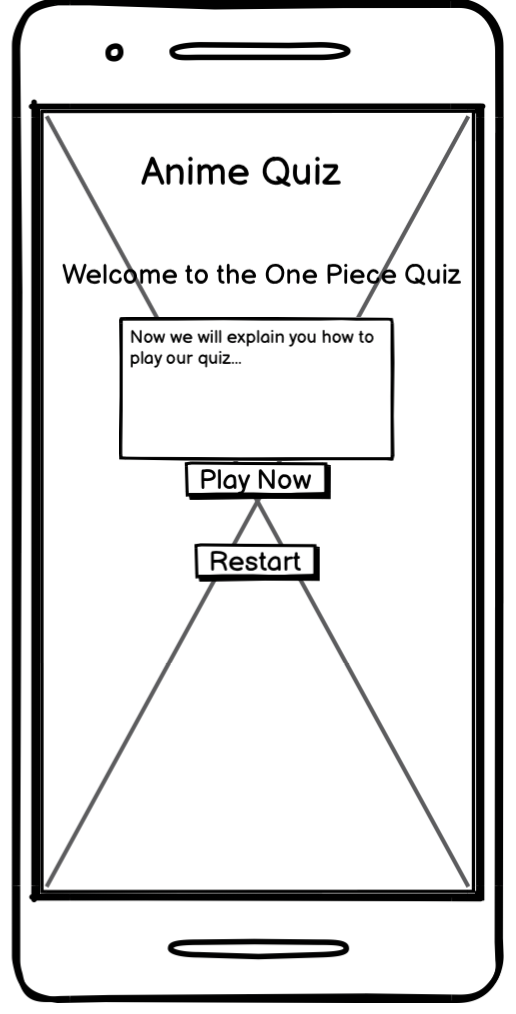 Anime Quiz
Welcome to the One Piece Quiz
Now we will explain you how to
play our quiz...
Play Now
Restart